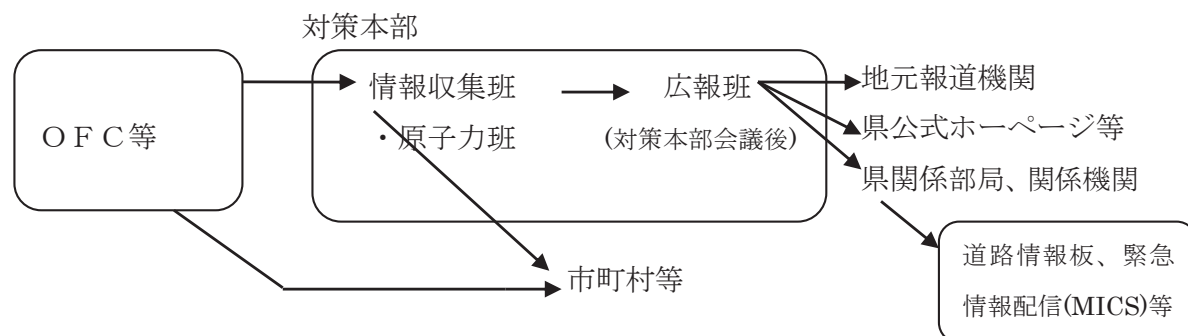 対策本部
ＯＦＣ等
情報収集班
・原子力班
広報班
(対策本部会議後)
地元報道機関
県公式ホーページ等
県関係部局、関係機関
道路情報板、緊急
情報配信(MICS)等
市町村等